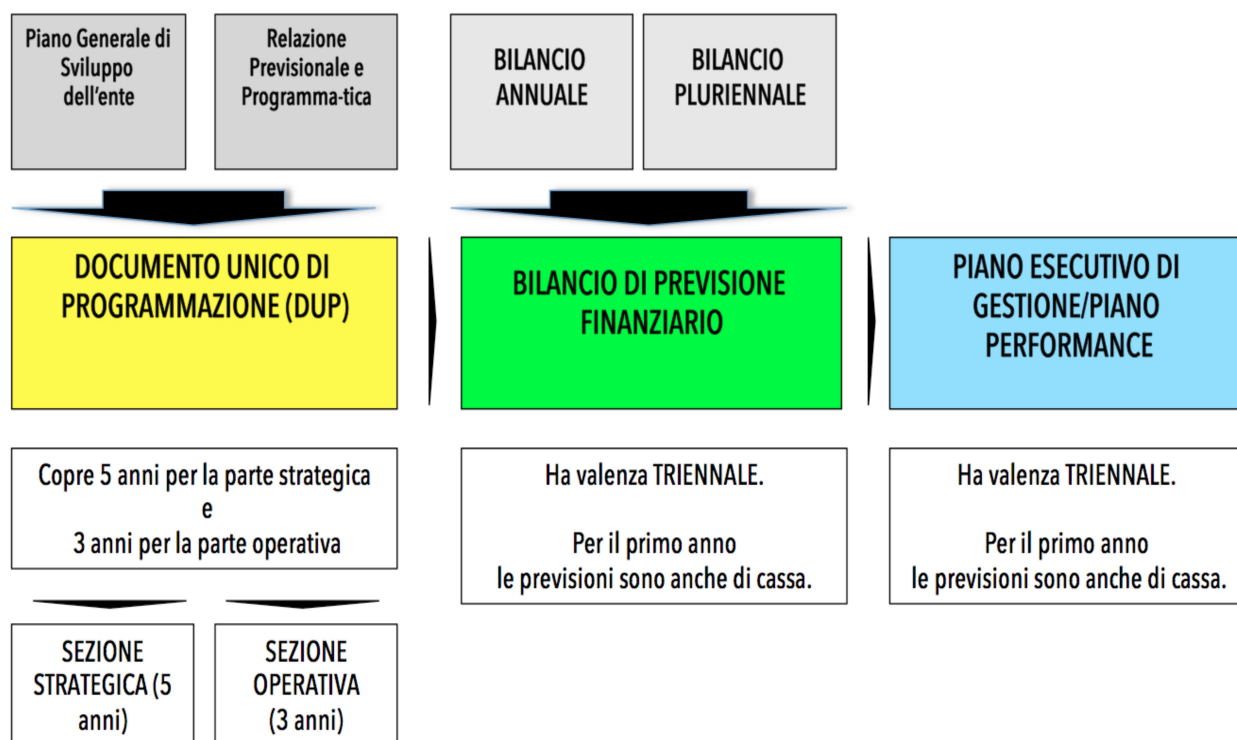 Piano Generale di
Sviluppo
dell'ente
Relazione
Previsionale e
Programma-tica
BILANCIO
ANNUALE
BILANCIO
PLURIENNALE
DOCUMENTO UNICO DI
PROGRAMMAZIONE (DUP)
BILANCIO DI PREVISIONE
FINANZIARIO
PIANO ESECUTIVO DI
GESTIONE/PIANO
PERFORMANCE
Copre 5 anni per la parte strategica
e
3 anni per la parte operativa
Ha valenza TRIENNALE.
Per il primo anno
le previsioni sono anche di cassa.
Ha valenza TRIENNALE.
Per il primo anno
le previsioni sono anche di cassa.
SEZIONE
STRATEGICA (5
anni)
SEZIONE
OPERATIVA
(3 anni)